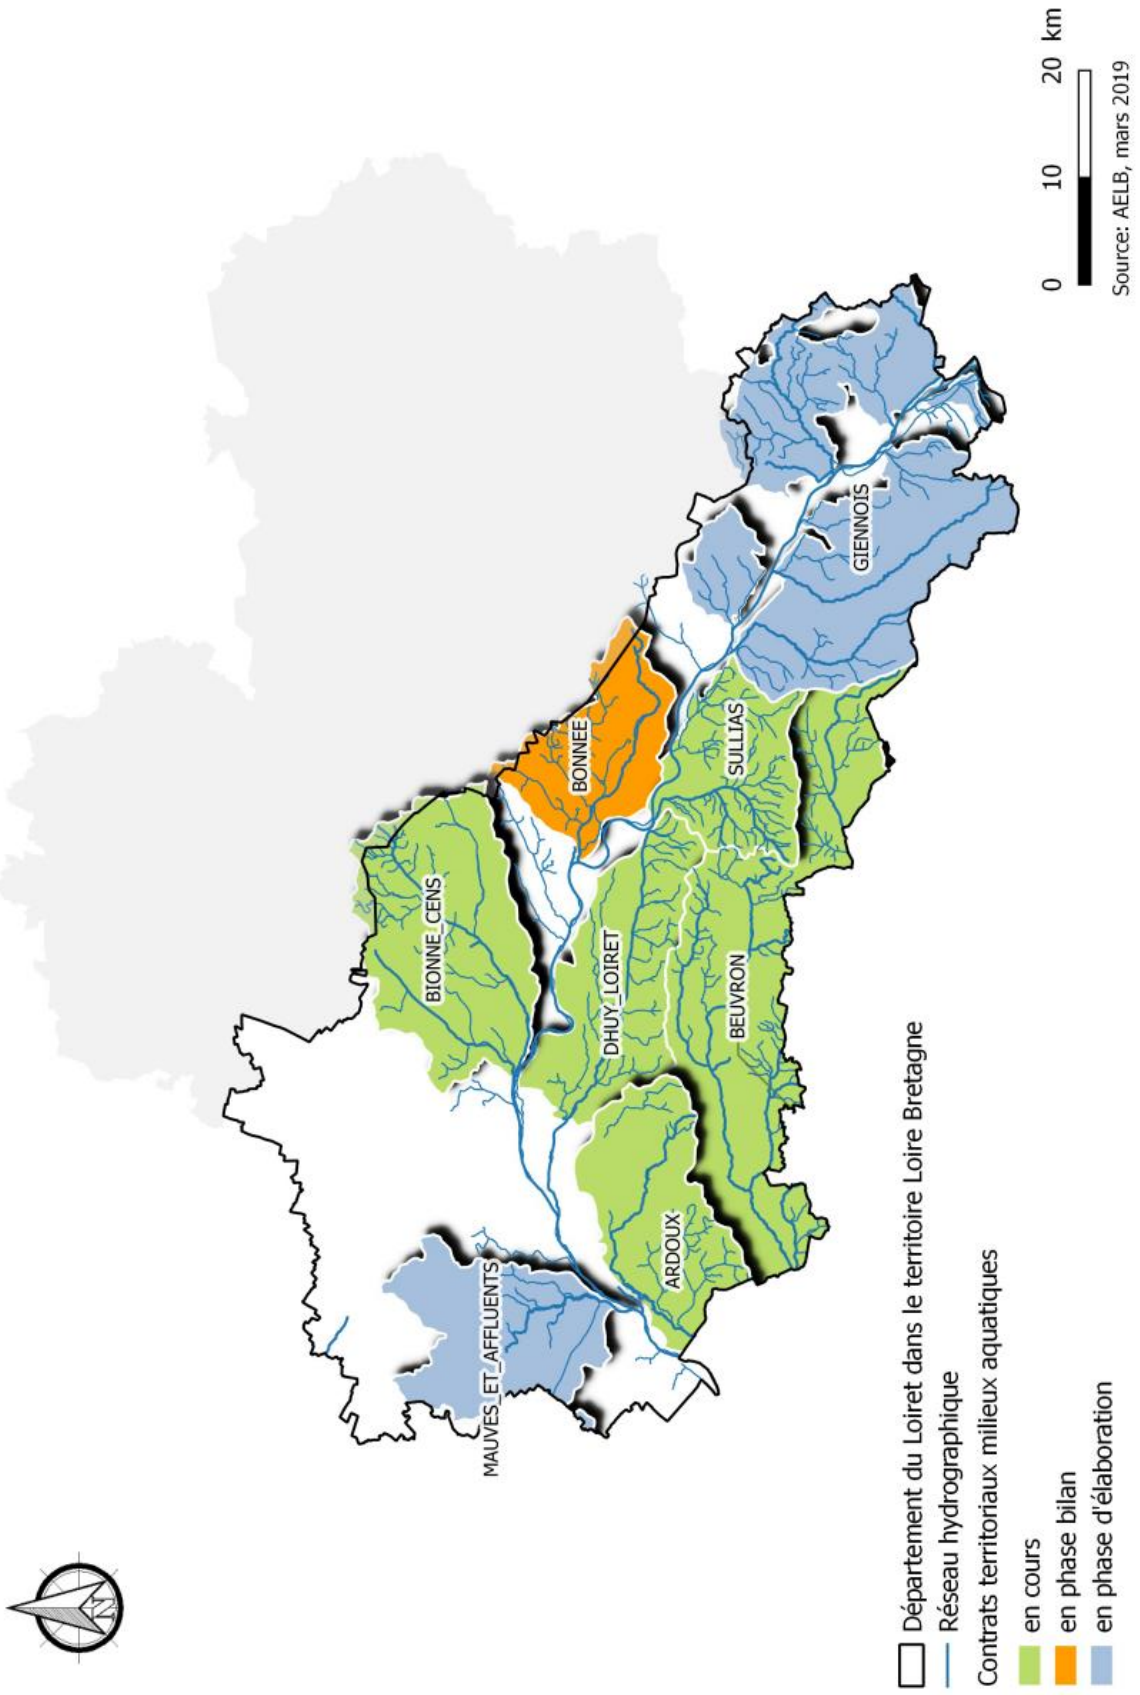 N
MAUVES_ET_AFFLUENTS
BIONNE_CENS
BONNEE
DHUY_LOIRET
ARDOUX
BEUVRON
SULLIAS
GIENNOIS
Département du Loiret dans le territoire Loire Bretagne
Réseau hydrographique
Contrats territoriaux milieux aquatiques
en cours
en phase bilan
en phase d'élaboration
0 10 20 km
Source: AELB, mars 2019